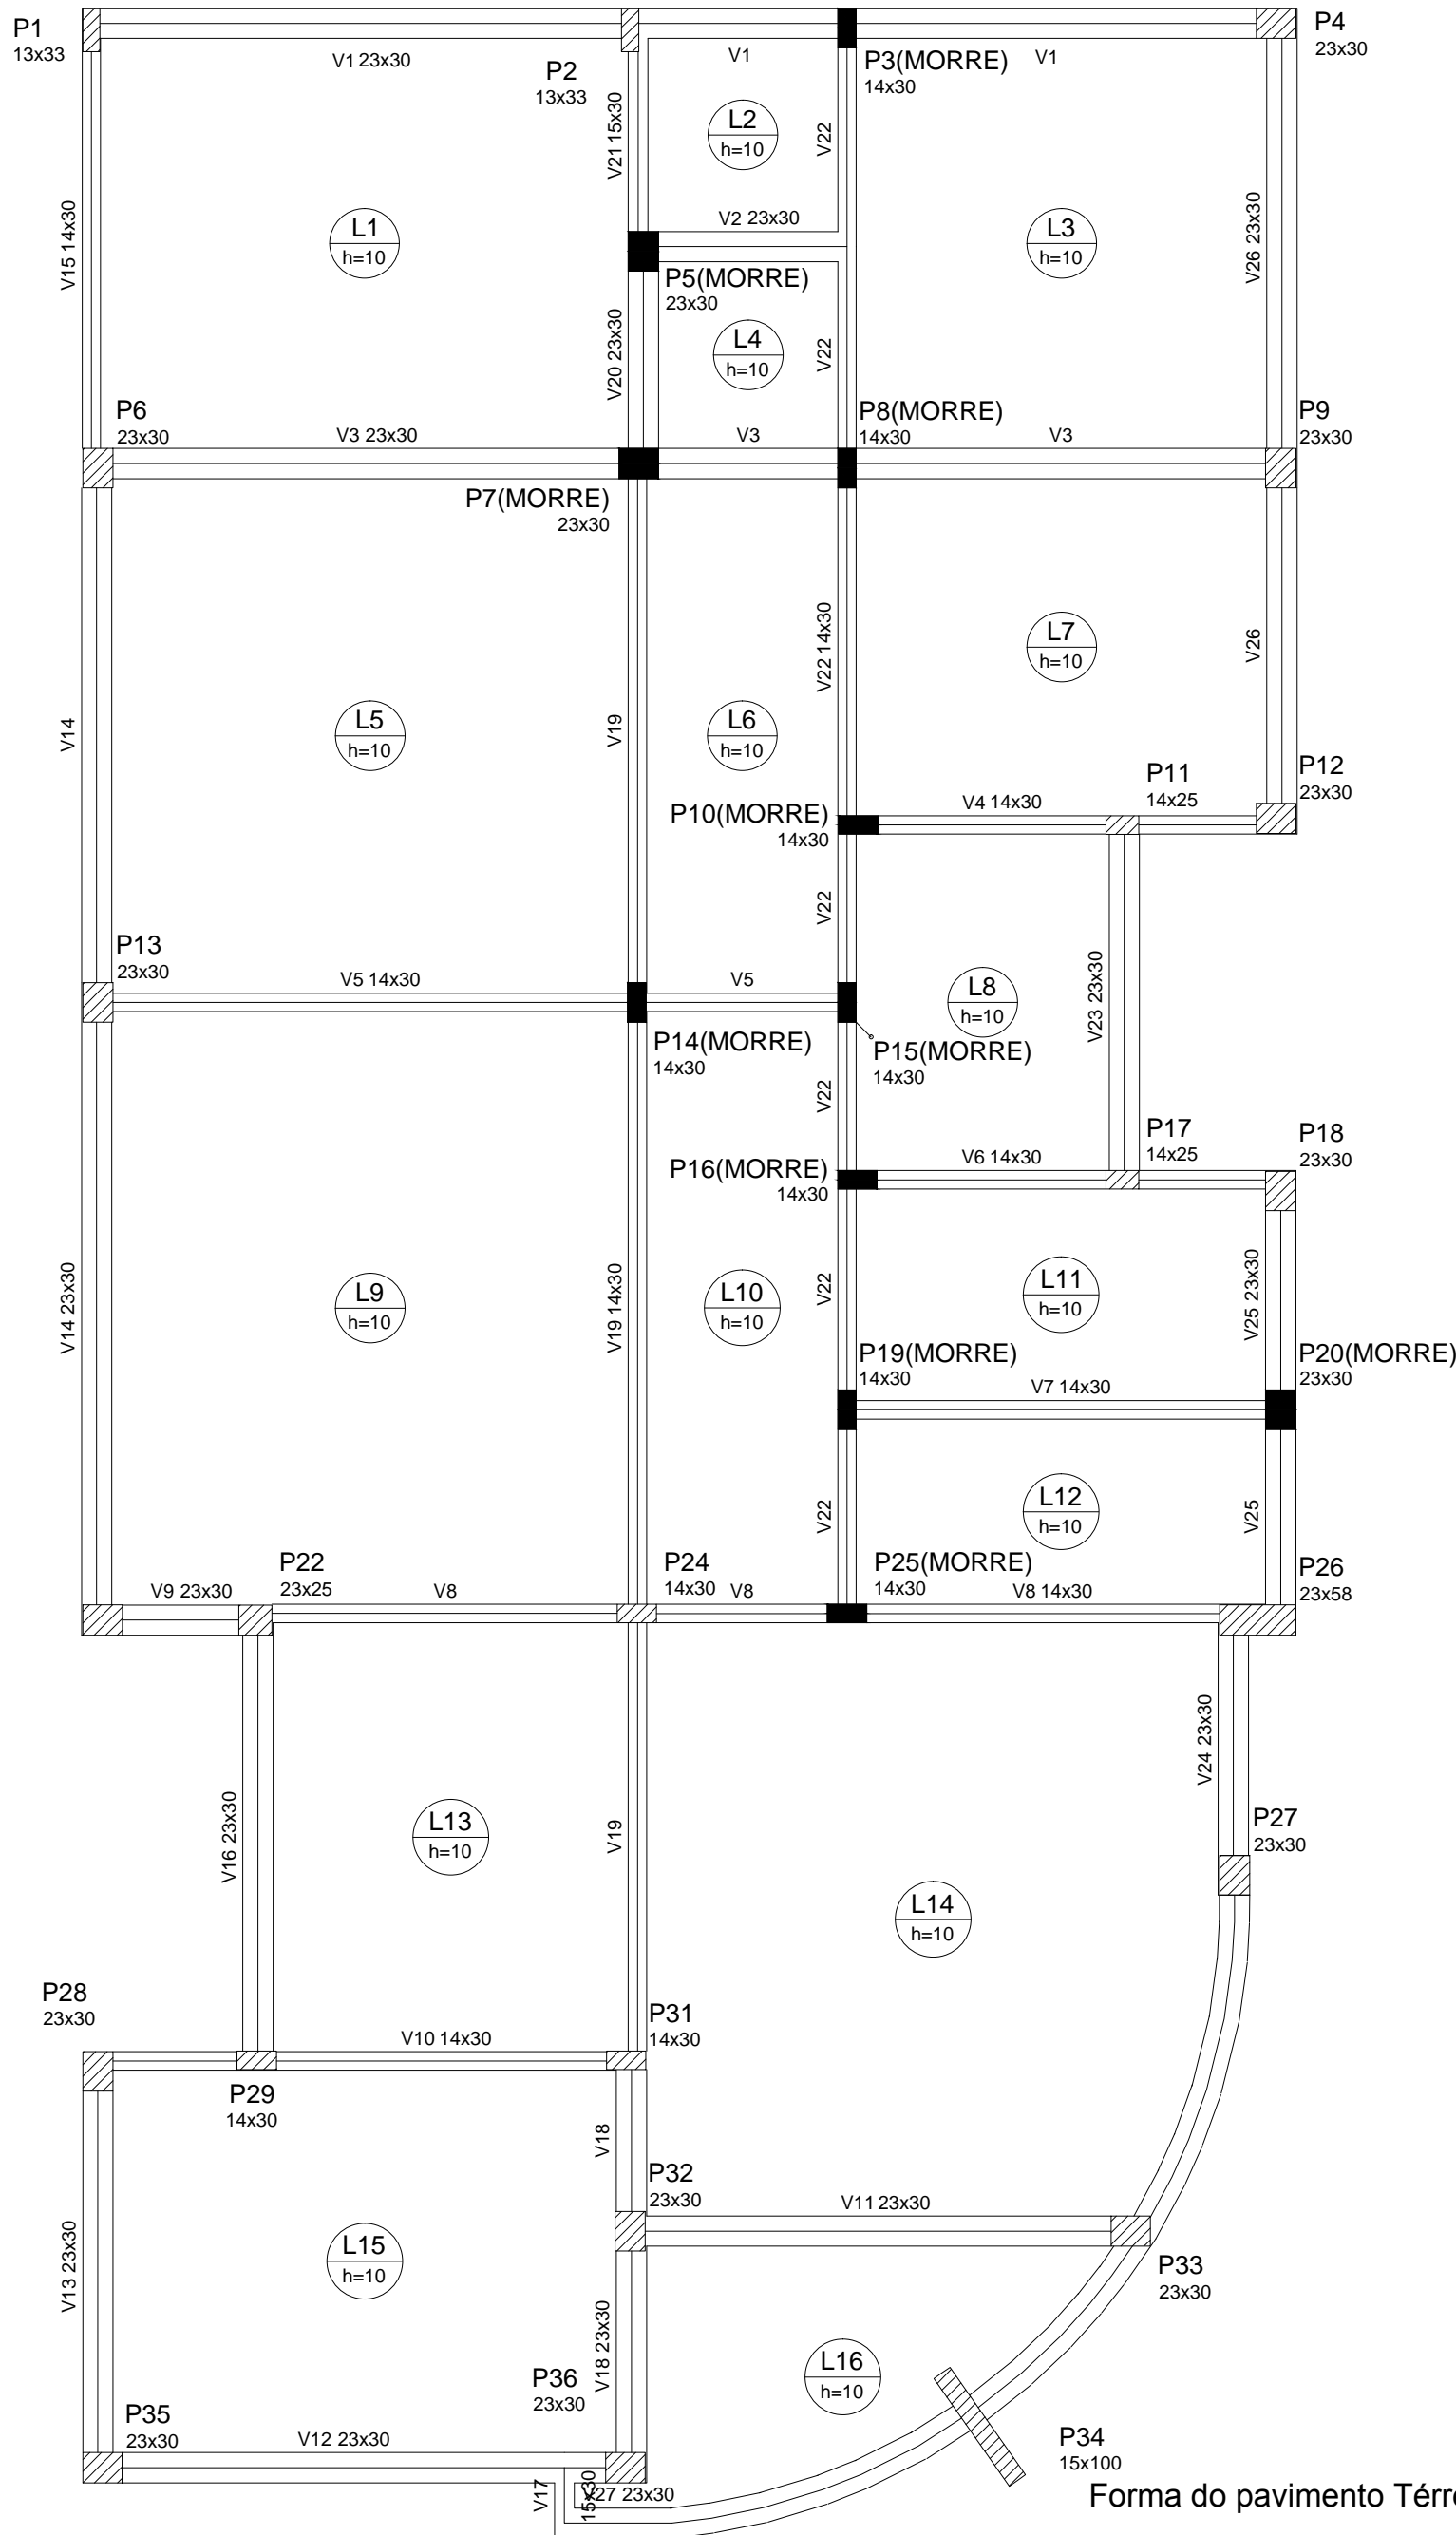 P1
13x33
V1 23x30
P2
13x33
V1
P3(MORRE)
14x30
V1
P4
23x30
V15 14x30
L1
h=10
V21 15x30
L2
h=10
V22
V2 23x30
L3
h=10
V26 23x30
P5(MORRE)
23x30
V20 23x30
L4
h=10
V22
P6
23x30
V3 23x30
V3
P8(MORRE)
14x30
V3
P9
23x30
P7(MORRE)
23x30
V14
L5
h=10
V19
L6
h=10
V22 14x30
L7
h=10
V26
P10(MORRE)
14x30
V4 14x30
P11
14x25
P12
23x30
V22
P13
23x30
V5 14x30
V5
L8
h=10
V23 23x30
P14(MORRE)
14x30
P15(MORRE)
14x30
V22
P16(MORRE)
14x30
V6 14x30
P17
14x25
P18
23x30
V14 23x30
L9
h=10
V19 14x30
L10
h=10
V22
L11
h=10
V25 23x30
P19(MORRE)
14x30
V7 14x30
P20(MORRE)
23x30
V22
L12
h=10
V25
V9 23x30
P22
23x25
V8
P24
14x30
V8
P25(MORRE)
14x30
V8 14x30
P26
23x58
V16 23x30
L13
h=10
V19
V24 23x30
P27
23x30
L14
h=10
P28
23x30
V10 14x30
P31
14x30
P29
14x30
V18
P32
23x30
V11 23x30
P33
23x30
V13 23x30
L15
h=10
V18 23x30
L16
h=10
P36
23x30
P35
23x30
V12 23x30
P34
15x100
V17
15x30
V27 23x30